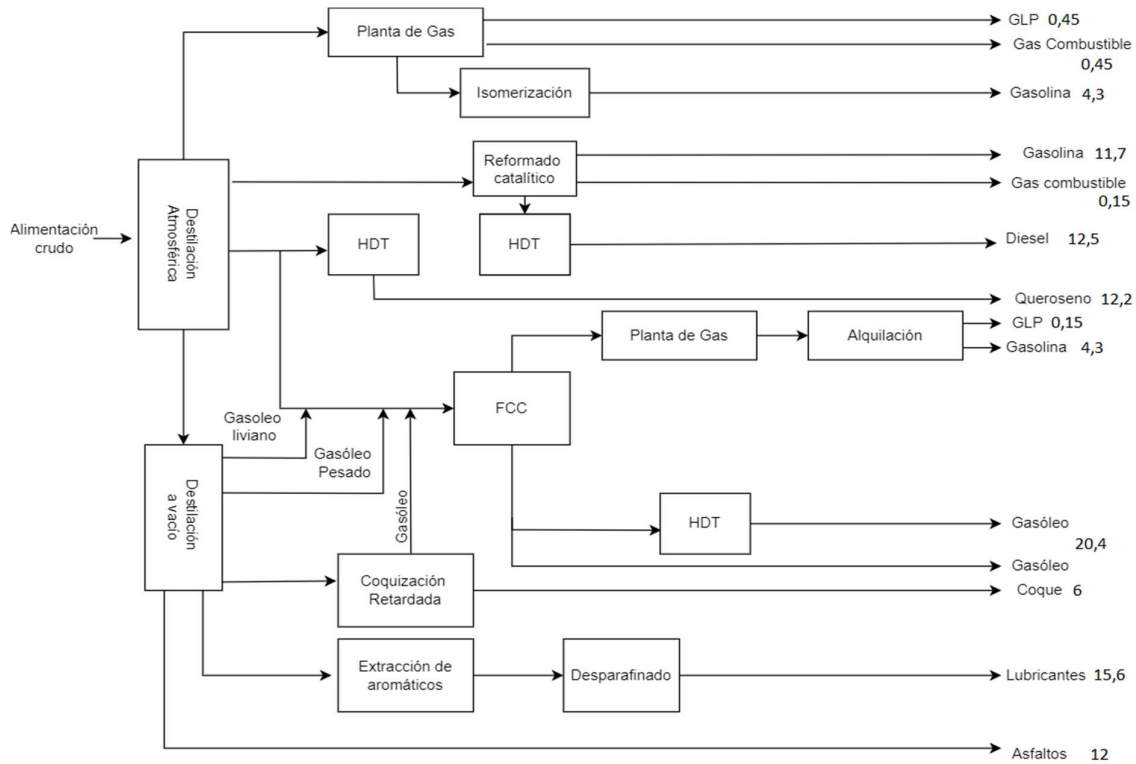 Planta de Gas
GLP 0,45
Gas Combustible
0,45
Isomerización
Gasolina 4,3
Reformado
catalítico
Gasolina 11,7
Gas combustible
0,15
Destilación
Atmosférica
Alimentación
crudo
HDT
HDT
Diesel 12,5
Queroseno 12,2
Planta de Gas
Alquilación
GLP 0,15
Gasolina 4,3
FCC
Gasoleo
liviano
Gasóleo
Pesado
Gasóleo
Destilación
a vacío
HDT
Gasóleo
20,4
Gasóleo
Coquización
Retardada
Coque 6
Extracción de
aromáticos
Desparafinado
Lubricantes 15,6
Asfaltos 12